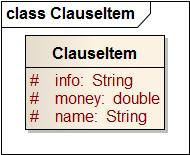 class ClauseItem
ClauseItem
# info: String
# money: double
# name: String